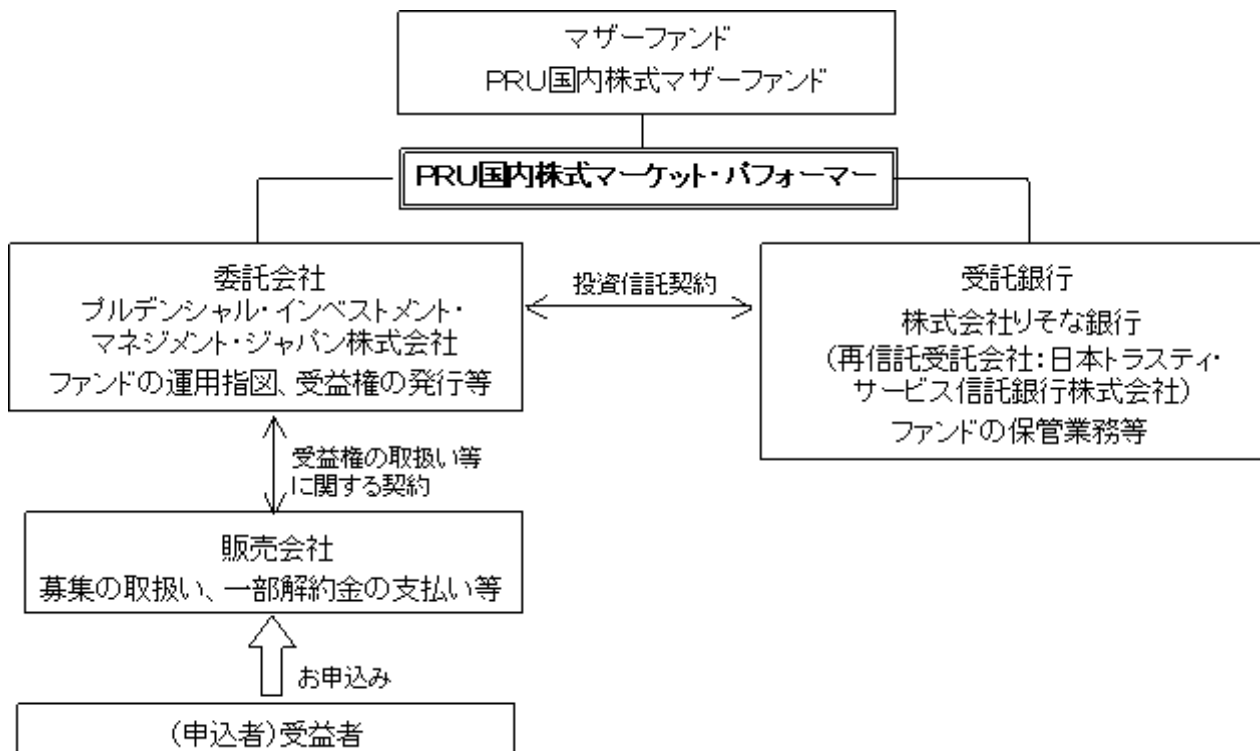 マザーファンド
PRU国内株式マザーファンド
PRU国内株式マーケット・パフォーマー
委託会社
プルデンシャル・インベストメント・
マネジメント・ジャパン株式会社
ファンドの運用指図、受益権の発行等
投資信託契約
受託銀行
株式会社りそな銀行
(再信託受託会社:日本トラスティ・
サービス信託銀行株式会社)
ファンドの保管業務等
受益権の取扱い等
に関する契約
販売会社
募集の取扱い、一部解約金の支払い等
お申込み
(申込者)受益者